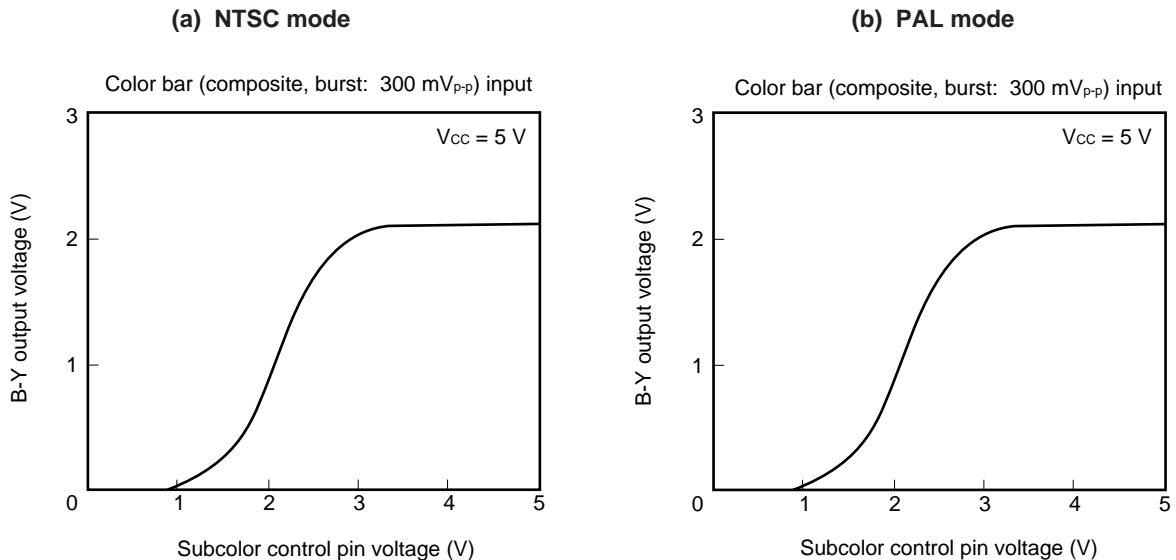 (a) NTSC mode
Color bar (composite, burst: 300 mVp-p) input
VCC = 5 V
B-Y output voltage (V)
3
2
1
0
1
2
3
4
5
Subcolor control pin voltage (V)
(b) PAL mode
Color bar (composite, burst: 300 mVp-p) input
VCC = 5 V
B-Y output voltage (V)
3
2
1
0
1
2
3
4
5
Subcolor control pin voltage (V)